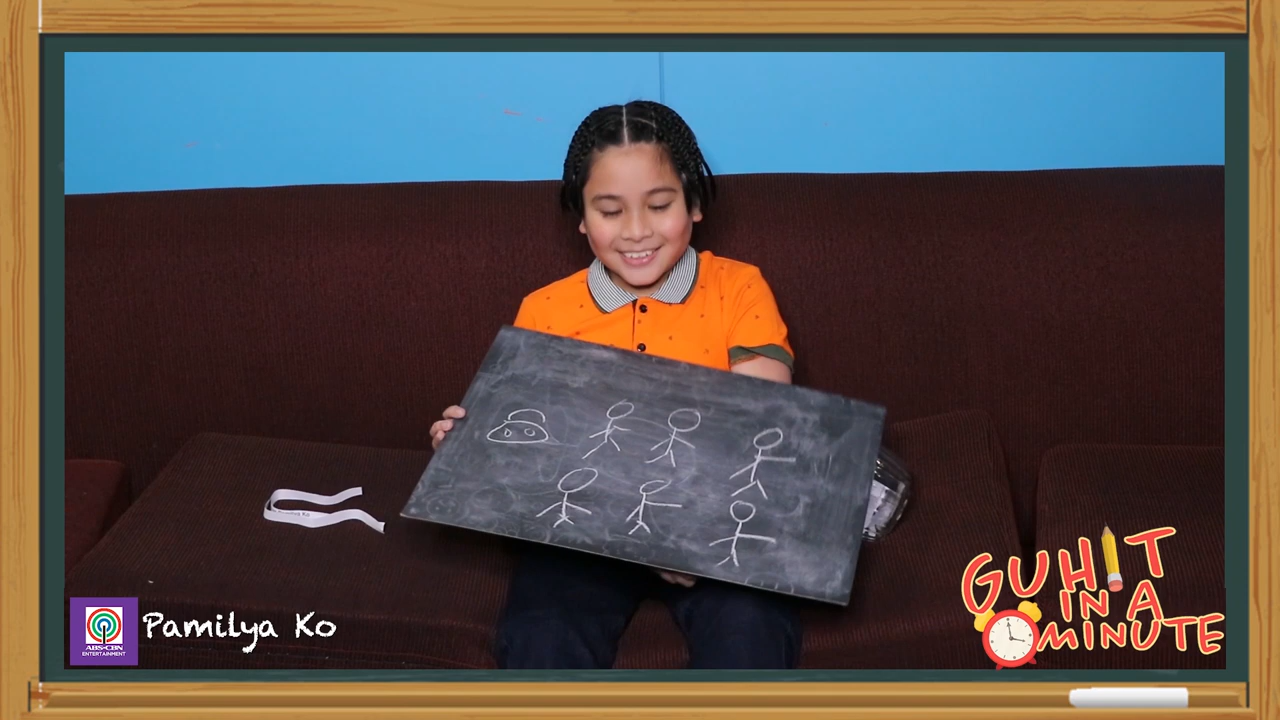 ABS-CBN
ENTERTAINMENT
Pamilya Ko
GUHIT
IN A
MINUTE